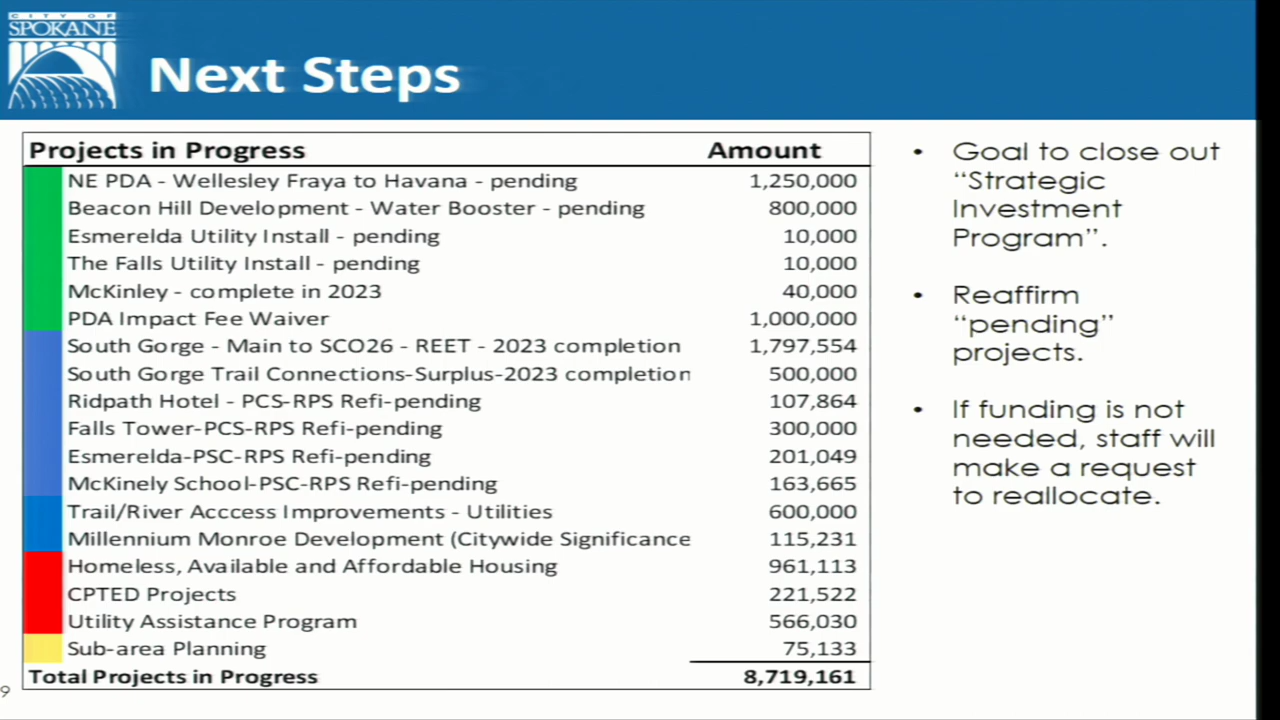 CITY OF
SPOKANE
Next Steps
Projects in Progress Amount
NE PDA - Wellesley Fraya to Havana - pending 1,250,000
Beacon Hill Development - Water Booster - pending 800,000
Esmerelda Utility Install - pending 10,000
The Falls Utility Install - pending 10,000
McKinley - complete in 2023 40,000
PDA Impact Fee Waiver 1,000,000
South Gorge - Main to SCO26 - REET - 2023 completion 1,797,554
South Gorge Trail Connections-Surplus-2023 completion 500,000
Ridpath Hotel - PCS-RPS Refi-pending 107,864
Falls Tower-PCS-RPS Refi-pending 300,000
Esmerelda-PSC-RPS Refi-pending 201,049
McKinely School-PSC-RPS Refi-pending 163,665
Trail/River Acccess Improvements - Utilities 600,000
Millennium Monroe Development (Citywide Significance 115,231
Homeless, Available and Affordable Housing 961,113
CPTED Projects 221,522
Utility Assistance Program 566,030
Sub-area Planning 75,133
Total Projects in Progress 8,719,161
• Goal to close out
“Strategic
Investment
Program”.
• Reaffirm
“pending”
projects.
• If funding is not
needed, staff will
make a request
to reallocate.
9